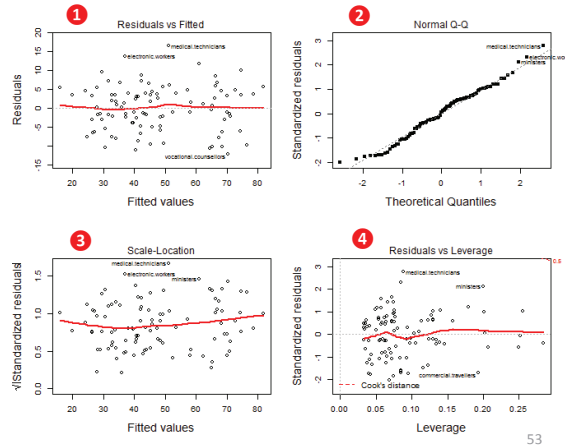 1
Residuals vs Fitted
Residuals
20
15
10
5
0
-5
-15
medical.technicians
electronic.workers
vocational.counsellors
20 30 40 50 60 70 80
Fitted values
2
Normal Q-Q
Standardized residuals
3
2
1
0
-1
-2
medical.technicians
electronic.wo
ministers
-2 -1 0 1 2
Theoretical Quantiles
3
Scale-Location
√|Standardized residuals
1.5
1.0
0.5
0.0
medical.technicians
electronic.workers
ministers
20 30 40 50 60 70 80
Fitted values
4
Residuals vs Leverage
Standardized residuals
3
2
1
0
-1
-2
medical.technicians
ministers
commercial.travellers
Cook's distance
0.5
0.00 0.05 0.10 0.15 0.20 0.25
Leverage
53